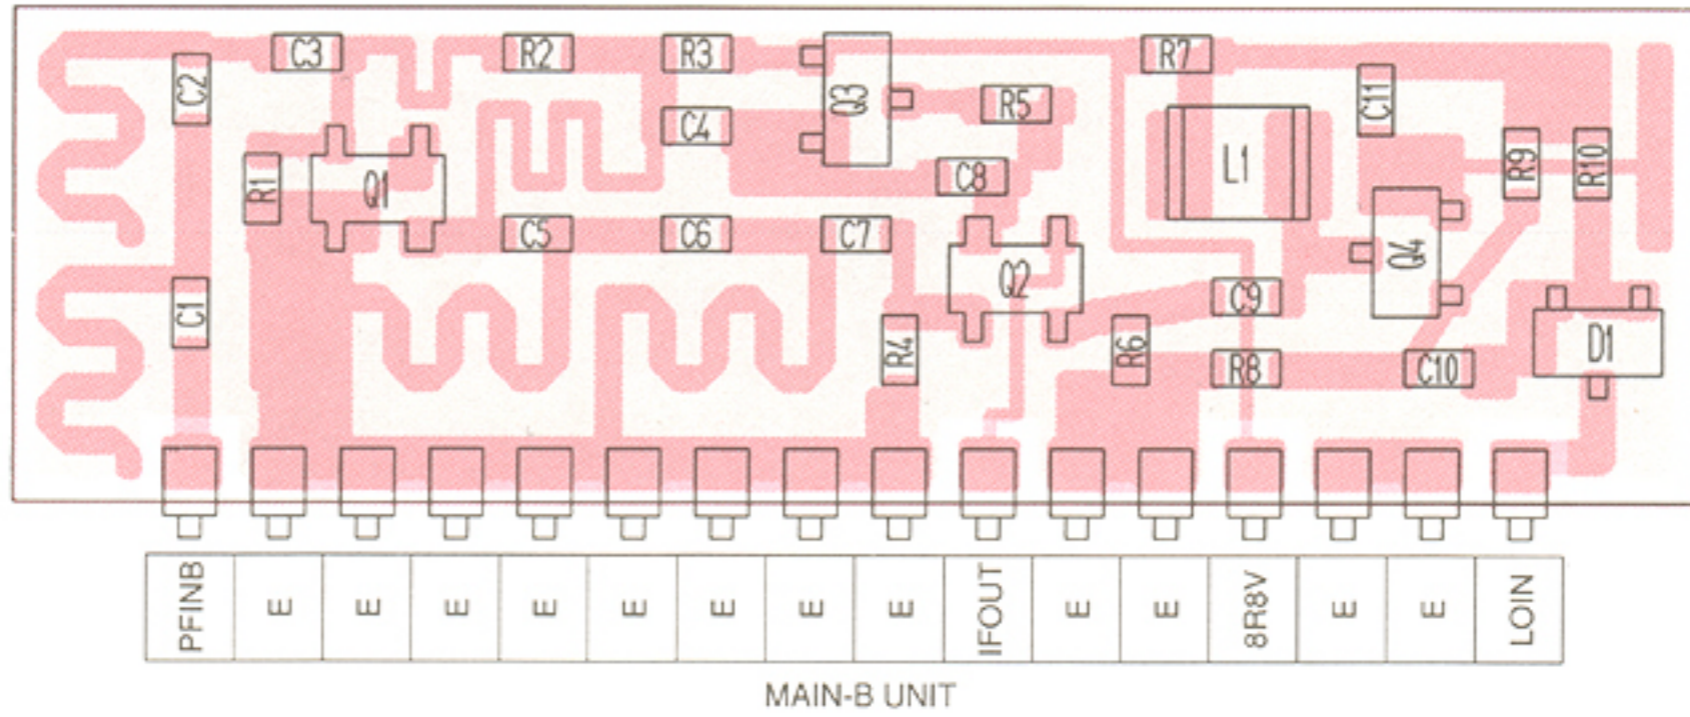 C3 R2 R3 R7
C2 Q3 R5 C11
C4
R1 Q1 C8 L1 R9 R10
C5 C6 C7
Q2 Q4
C1 C9
R4 R6 R8 C10 D1
PFINB E E E E E E E E IFOUT E E 8R8V E E LOIN
MAIN-B UNIT